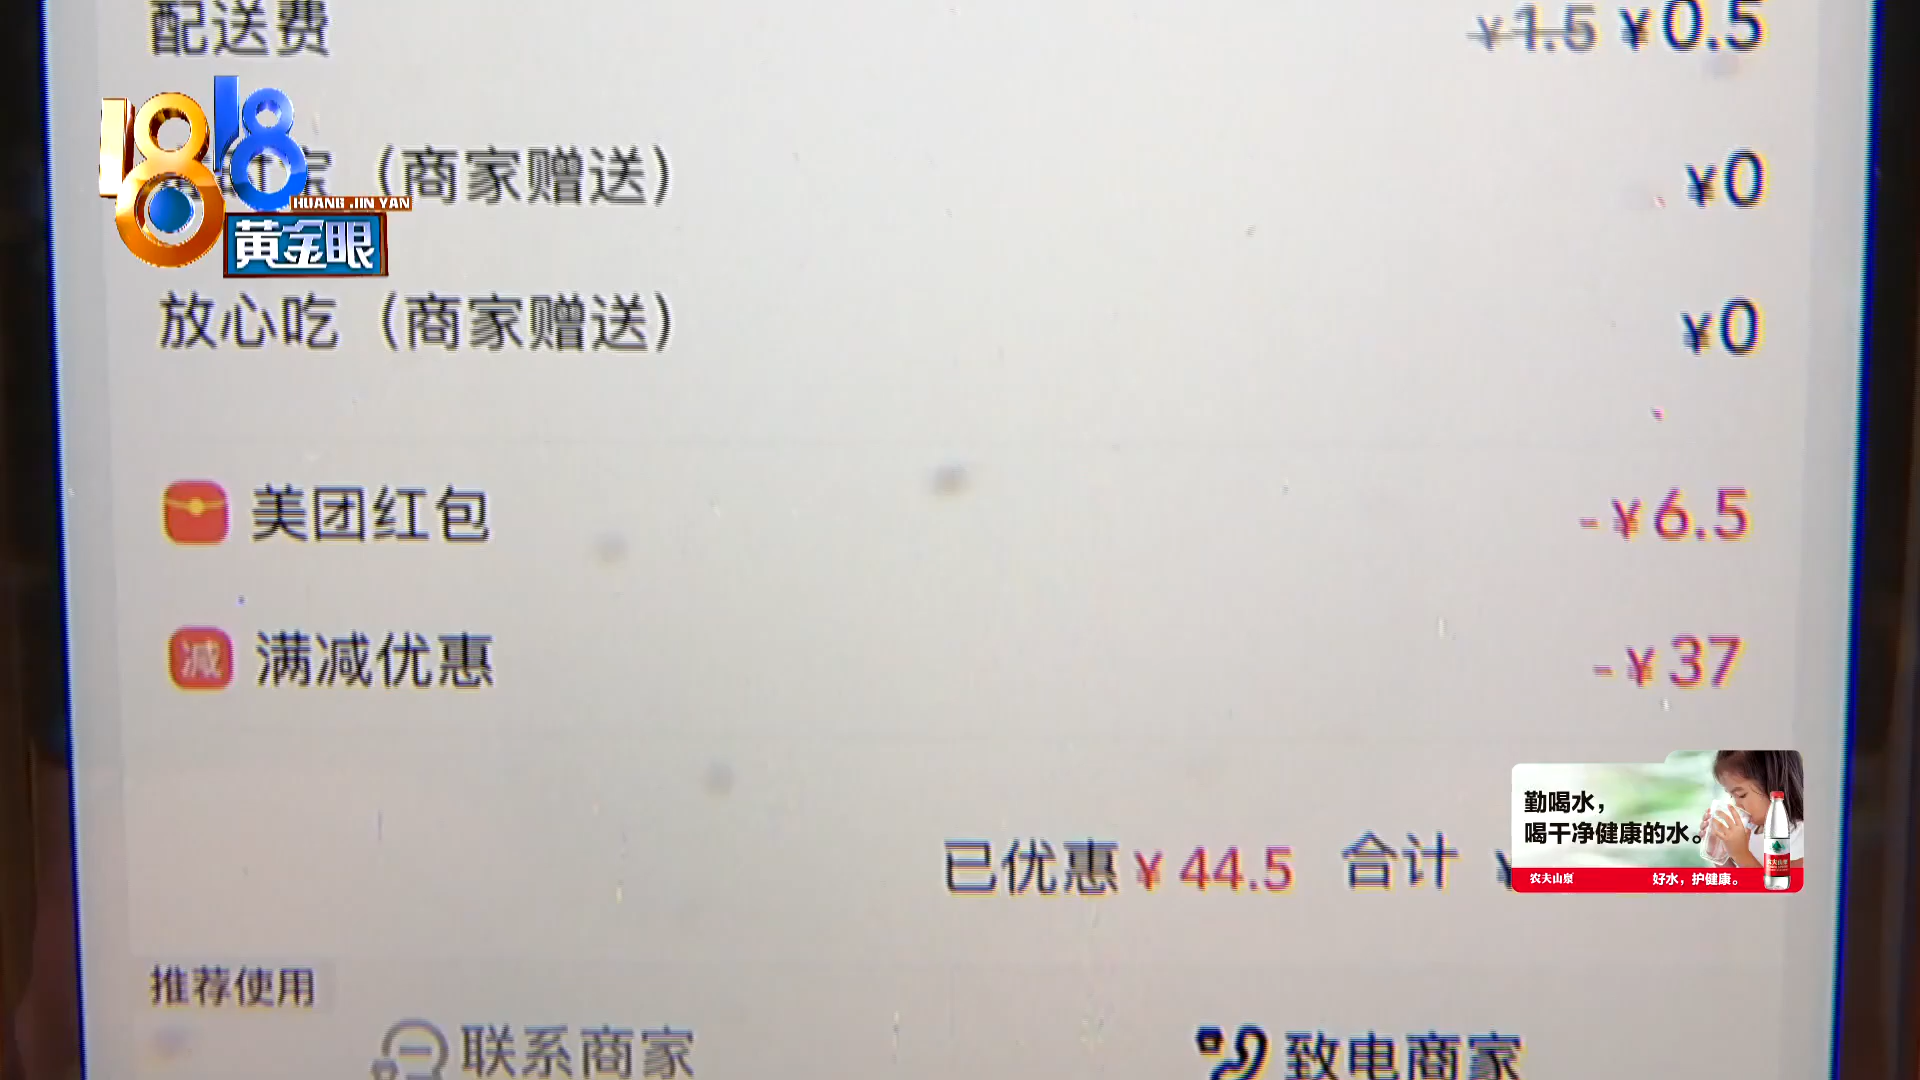 配送费 ¥1.5 ¥0.5
1818
HUANG JIN YAN
黄金眼
（商家赠送） ¥0
放心吃（商家赠送） ¥0
美团红包 -¥6.5
减 满减优惠 -¥37
勤喝水，
喝干净健康的水。
农夫山泉 好水，护健康。
已优惠¥44.5 合计 ¥
推荐使用
联系商家 致电商家